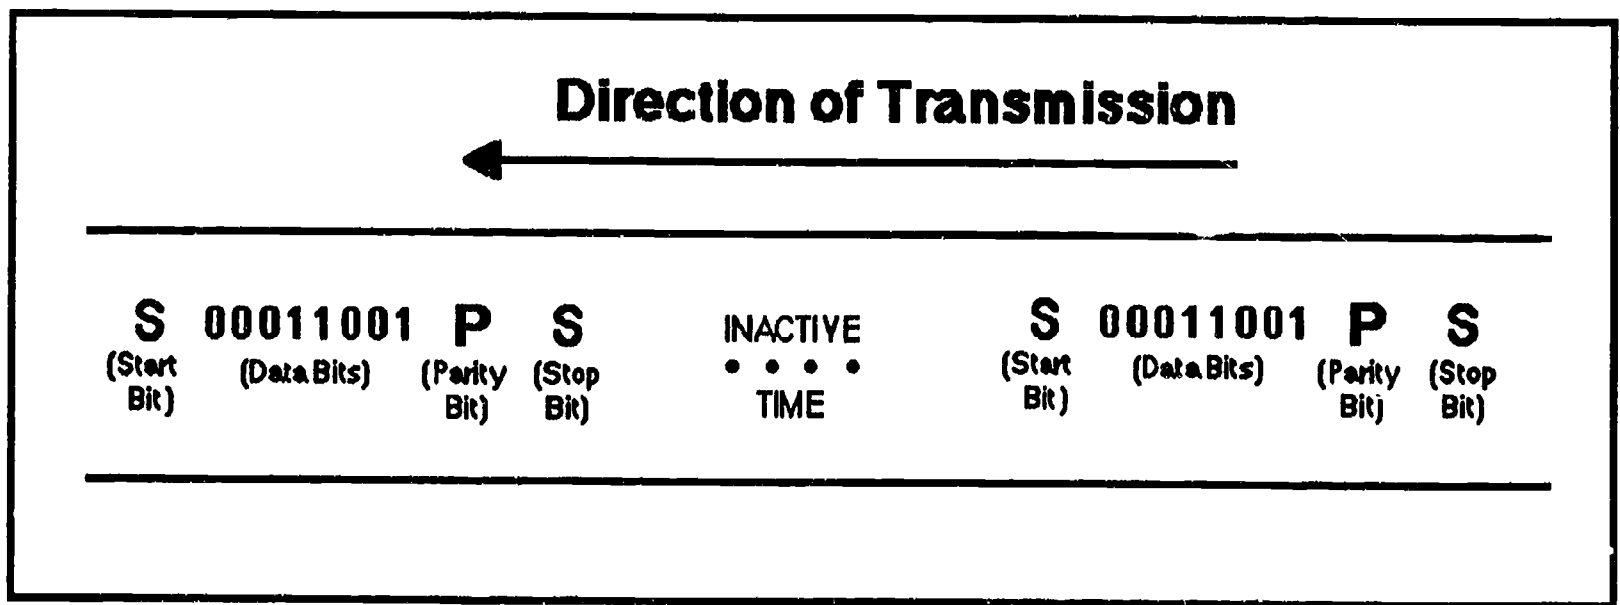 Direction of Transmission
S 00011001 P S INACTIVE S 00011001 P S
(Start Bit) (Data Bits) (Parity Bit) (Stop Bit) • • • • TIME (Start Bit) (Data Bits) (Parity Bit) (Stop Bit)